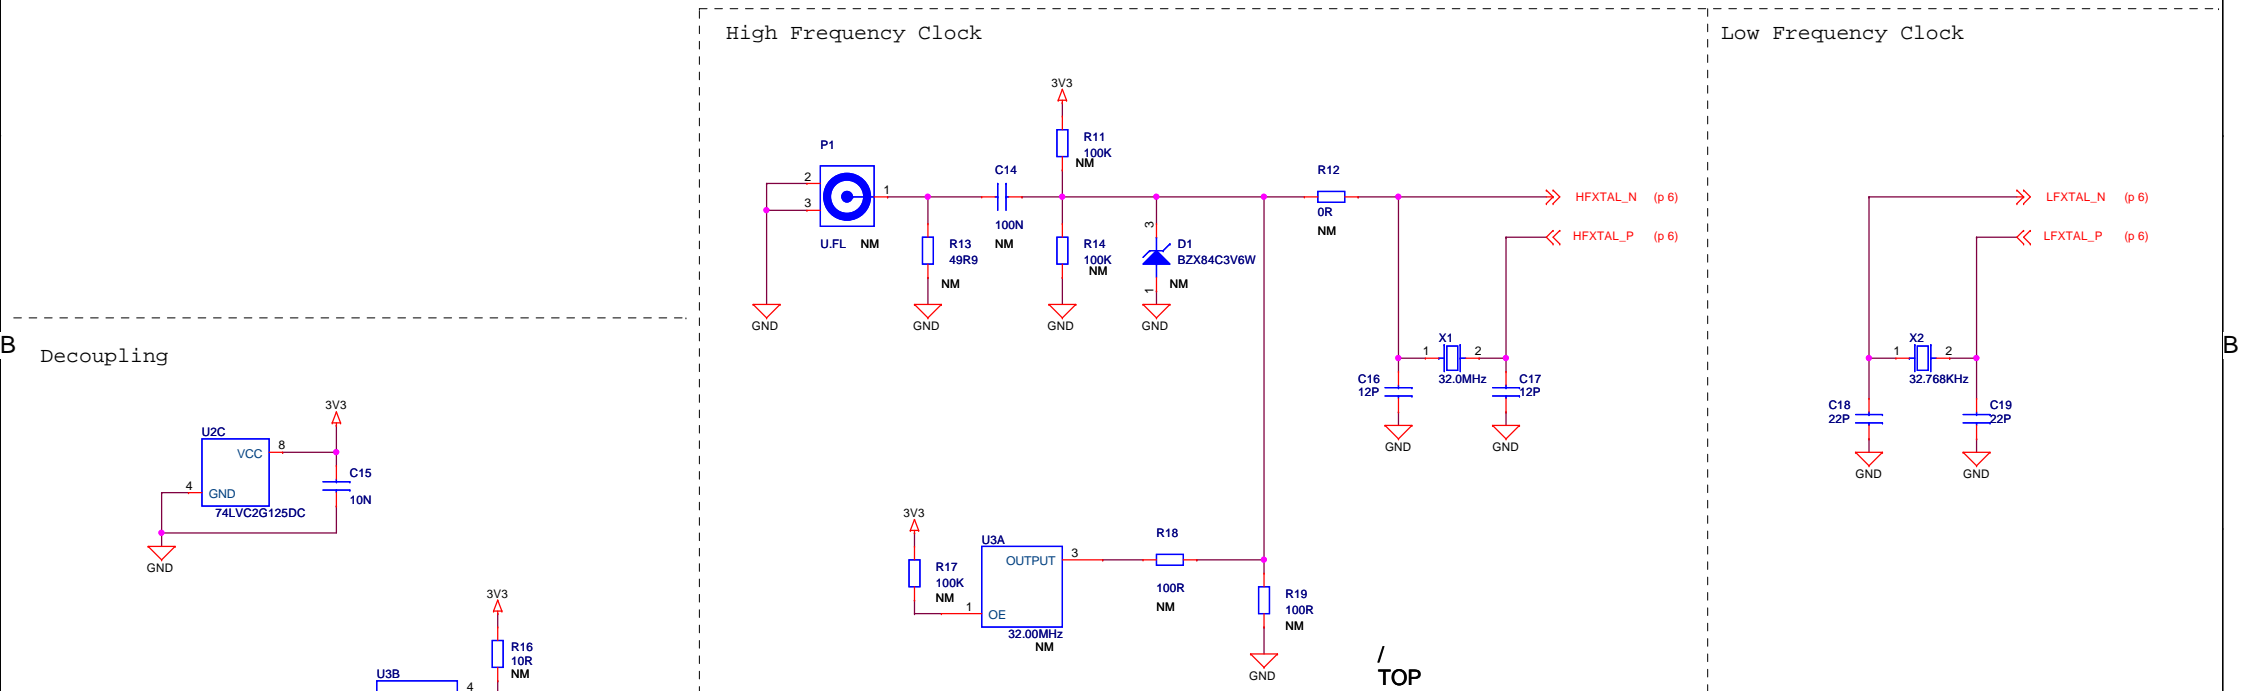 High Frequency Clock
Low Frequency Clock
3V3
P1
R11
100K
NM
C14
R12
2
1
3
HFXTAL_N (p 6)
LFXTAL_N (p 6)
0R
NM
100N
NM
3
HFXTAL_P (p 6)
LFXTAL_P (p 6)
U.FL NM
R13
49R9
NM
R14
100K
NM
D1
BZX84C3V6W
NM
1
GND
GND
GND
GND
B
Decoupling
B
X1
1
2
32.0MHz
C16
12P
C17
12P
GND
GND
X2
1
2
32.768KHz
C18
22P
C19
22P
GND
GND
3V3
U2C
VCC
8
C15
10N
4
GND
74LVC2G125DC
GND
3V3
R17
100K
NM
U3A
OUTPUT
3
1
OE
32.00MHz
NM
R18
100R
NM
R19
100R
NM
GND
3V3
R16
10R
NM
U3B
4
/
TOP